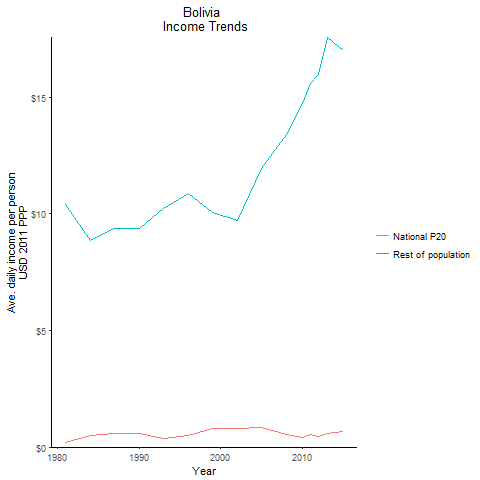 Bolivia
Income Trends
Ave. daily income per person
USD 2011 PPP
$15
$10
$5
$0
1980
1990
2000
2010
Year
National P20
Rest of population